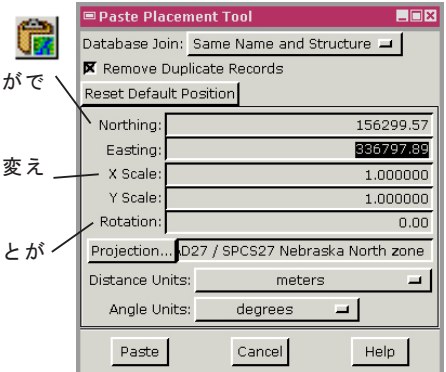 Paste Placement Tool
Database Join: Same Name and Structure
Remove Duplicate Records
がで
Reset Default Position
Northing: 156299.57
Easting: 336797.89
変え
X Scale: 1.000000
Y Scale: 1.000000
Rotation: 0.00
とが
Projection... AD27 / SPCS27 Nebraska North zone
Distance Units: meters
Angle Units: degrees
Paste Cancel Help